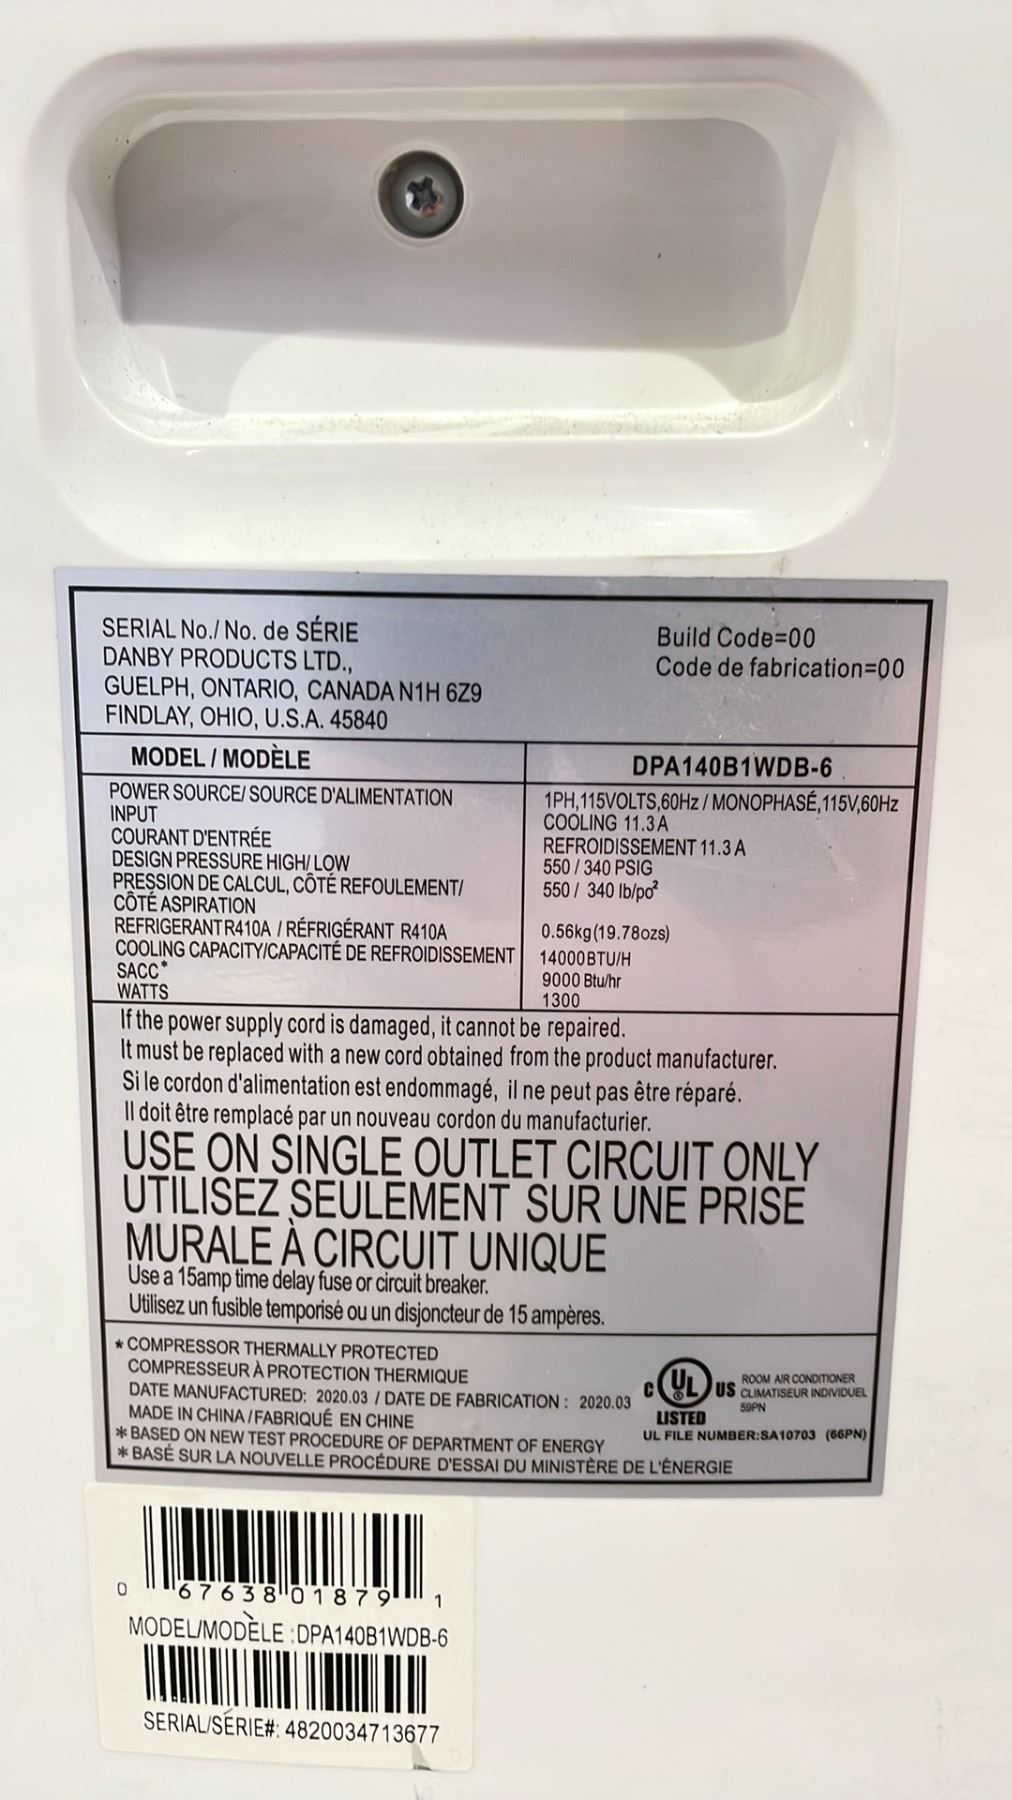 SERIAL No./ No. de SÉRIE
DANBY PRODUCTS LTD.,
GUELPH, ONTARIO, CANADA N1H 6Z9
FINDLAY, OHIO, U.S.A. 45840
Build Code=00
Code de fabrication=00
MODEL / MODÈLE DPA140B1WDB-6
POWER SOURCE/ SOURCE D'ALIMENTATION 1PH,115VOLTS,60Hz / MONOPHASÉ,115V,60Hz
INPUT COOLING 11.3 A
COURANT D'ENTRÉE REFROIDISSEMENT 11.3 A
DESIGN PRESSURE HIGH/ LOW 550 / 340 PSIG
PRESSION DE CALCUL, CÔTÉ REFOULEMENT/ 550 / 340 lb/po²
CÔTÉ ASPIRATION
REFRIGERANT R410A / RÉFRIGÉRANT R410A 0.56kg(19.78ozs)
COOLING CAPACITY/CAPACITÉ DE REFROIDISSEMENT 14000BTU/H
SACC* 9000 Btu/hr
WATTS 1300
If the power supply cord is damaged, it cannot be repaired.
It must be replaced with a new cord obtained from the product manufacturer.
Si le cordon d'alimentation est endommagé, il ne peut pas être réparé.
Il doit être remplacé par un nouveau cordon du manufacturier.
USE ON SINGLE OUTLET CIRCUIT ONLY
UTILISEZ SEULEMENT SUR UNE PRISE
MURALE À CIRCUIT UNIQUE
Use a 15amp time delay fuse or circuit breaker.
Utilisez un fusible temporisé ou un disjoncteur de 15 ampères.
* COMPRESSOR THERMALLY PROTECTED
COMPRESSEUR À PROTECTION THERMIQUE
DATE MANUFACTURED: 2020.03 / DATE DE FABRICATION : 2020.03
MADE IN CHINA / FABRIQUÉ EN CHINE
* BASED ON NEW TEST PROCEDURE OF DEPARTMENT OF ENERGY
* BASÉ SUR LA NOUVELLE PROCÉDURE D'ESSAI DU MINISTÈRE DE L'ÉNERGIE
C UL ® US
LISTED
ROOM AIR CONDITIONER
CLIMATISEUR INDIVIDUEL
59PN
UL FILE NUMBER:SA10703 (66PN)
0 67638 01879 1
MODEL/MODÈLE :DPA140B1WDB-6
SERIAL/SÉRIE#: 4820034713677